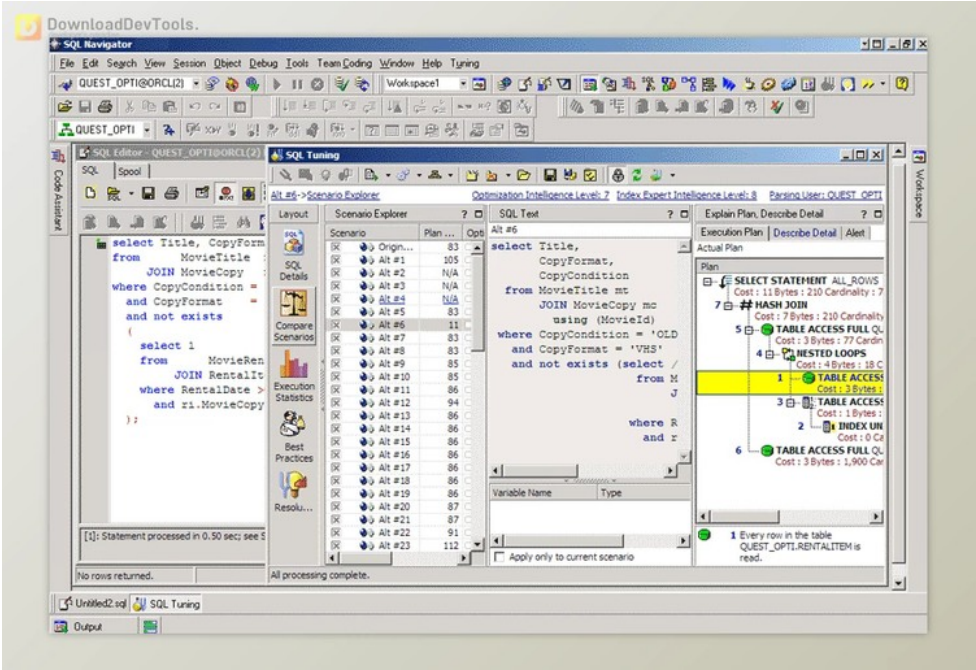 DownloadDevTools.
SQL Navigator
File Edit Search View Session Object Debug Tools Team Coding Window Help Tuning
QUEST_OPTI@ORCL(2) Workspace1
QUEST_OPTI
Code Assistant
Workspace
SQL Editor - QUEST_OPTI@ORCL(2)
SQL Spool
select Title, CopyForm
from MovieTitle
JOIN MovieCopy
where CopyCondition =
and CopyFormat =
and not exists
(
select 1
from MovieRen
JOIN RentalIt
where RentalDate >
and ri.MovieCopy
);
[1]: Statement processed in 0.50 sec; see S
No rows returned.
SQL Tuning
Alt #6->Scenario Explorer Optimization Intelligence Level: 7 Index Expert Intelligence Level: 8 Parsing User: QUEST_OPTI
Layout
SQL Details
Compare Scenarios
Execution Statistics
Best Practices
Resolu...
Scenario Explorer ?
Scenario Plan ... Opti
Origin... 83
Alt #1 105
Alt #2 N/A
Alt #3 N/A
Alt #4 N/A
Alt #5 83
Alt #6 11
Alt #7 83
Alt #8 83
Alt #9 85
Alt #10 85
Alt #11 86
Alt #12 94
Alt #13 86
Alt #14 86
Alt #15 86
Alt #16 86
Alt #17 86
Alt #18 86
Alt #19 86
Alt #20 87
Alt #21 87
Alt #22 91
Alt #23 112
SQL Text ?
Alt #6
select Title,
CopyFormat,
CopyCondition
from MovieTitle mt
JOIN MovieCopy mc
using (MovieId)
where CopyCondition = 'OLD
and CopyFormat = 'VHS'
and not exists (select /
from M
J
where R
and r
Variable Name Type
Apply only to current scenario
Explain Plan, Describe Detail ?
Execution Plan Describe Detail Alert
Actual Plan
Plan
SELECT STATEMENT ALL_ROWS
Cost : 11 Bytes : 210 Cardinality : 7
7 HASH JOIN
Cost : 7 Bytes : 210 Cardinality
5 TABLE ACCESS FULL QU
Cost : 3 Bytes : 77 Cardin
4 NESTED LOOPS
Cost : 4 Bytes : 18 C
1 TABLE ACCESS
Cost : 3 Bytes :
3 TABLE ACCESS
Cost : 1 Bytes :
2 INDEX UN
Cost : 0 Ca
6 TABLE ACCESS FULL QU
Cost : 3 Bytes : 1,900 Car
1 Every row in the table
QUEST_OPTI.RENTALITEM is
read.
All processing complete.
Untitled2.sql SQL Tuning
Output